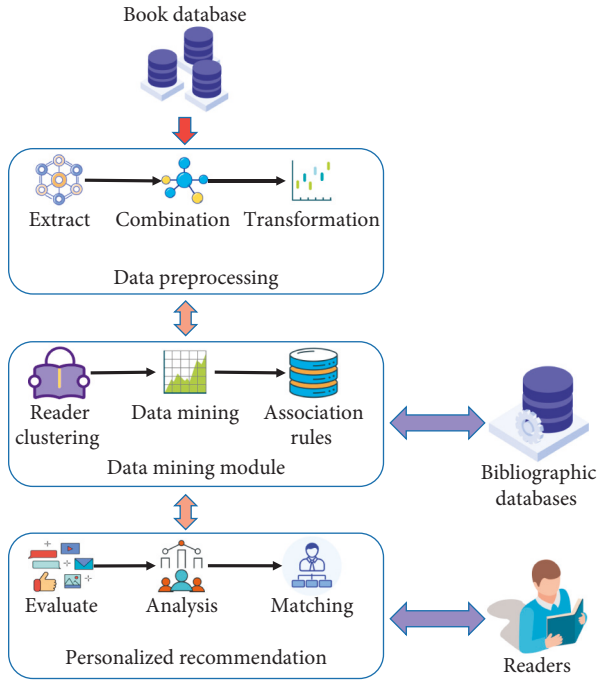 Book database
Extract
Combination
Transformation
Data preprocessing
Reader
clustering
Data mining
Association
rules
Data mining module
Bibliographic
databases
Evaluate
Analysis
Matching
Personalized recommendation
Readers